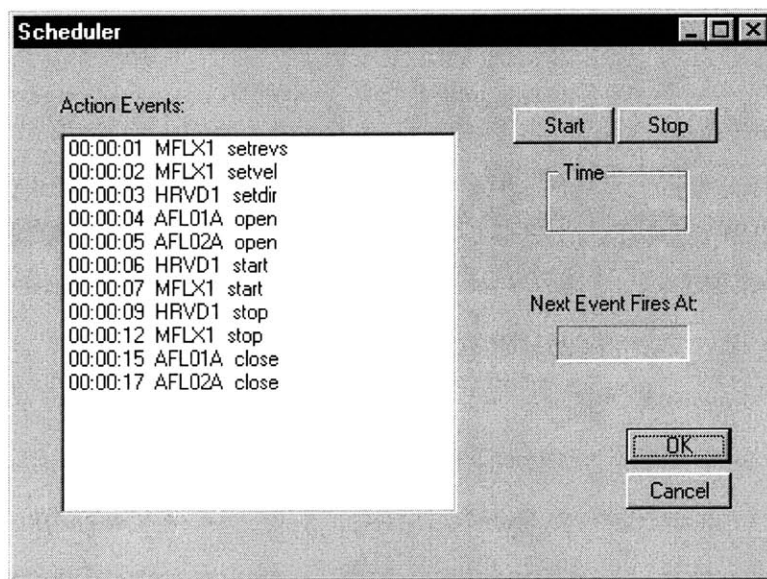 Scheduler
Action Events:
00:00:01 MFLX1 setrevs
00:00:02 MFLX1 setvel
00:00:03 HRVD1 setdir
00:00:04 AFL01A open
00:00:05 AFL02A open
00:00:06 HRVD1 start
00:00:07 MFLX1 start
00:00:09 HRVD1 stop
00:00:12 MFLX1 stop
00:00:15 AFL01A close
00:00:17 AFL02A close
Start Stop
Time
Next Event Fires At:
OK
Cancel